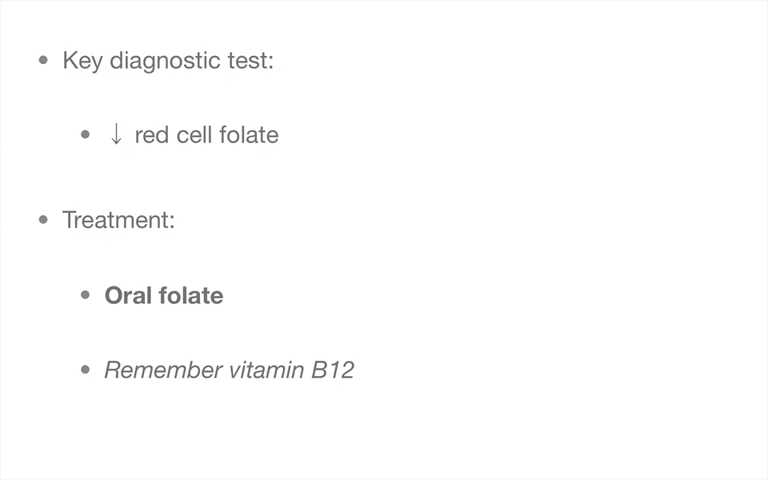 • Key diagnostic test:
• ↓ red cell folate
• Treatment:
• Oral folate
• Remember vitamin B12